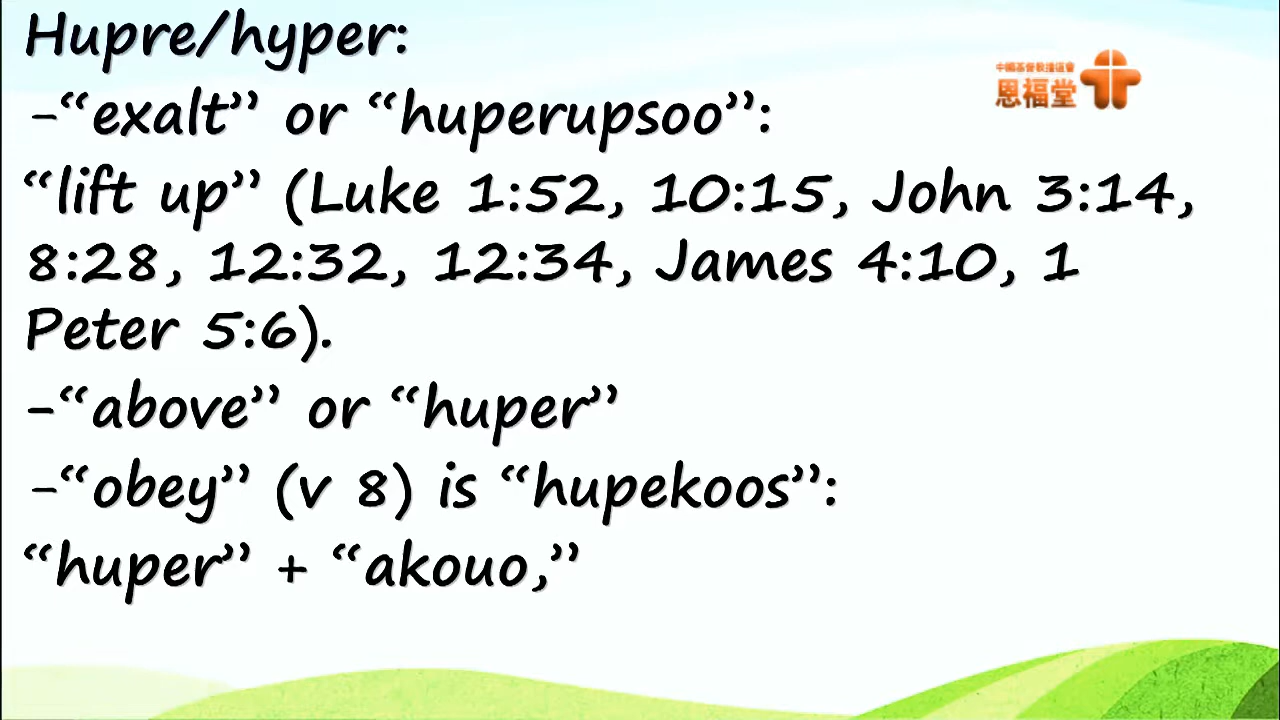 Hupre/hyper:
-“exalt” or “huperupsoo”:
“lift up” (Luke 1:52, 10:15, John 3:14,
8:28, 12:32, 12:34, James 4:10, 1
Peter 5:6).
-“above” or “huper”
-“obey” (v 8) is “hupekoos”:
“huper” + “akouo,”
恩福堂